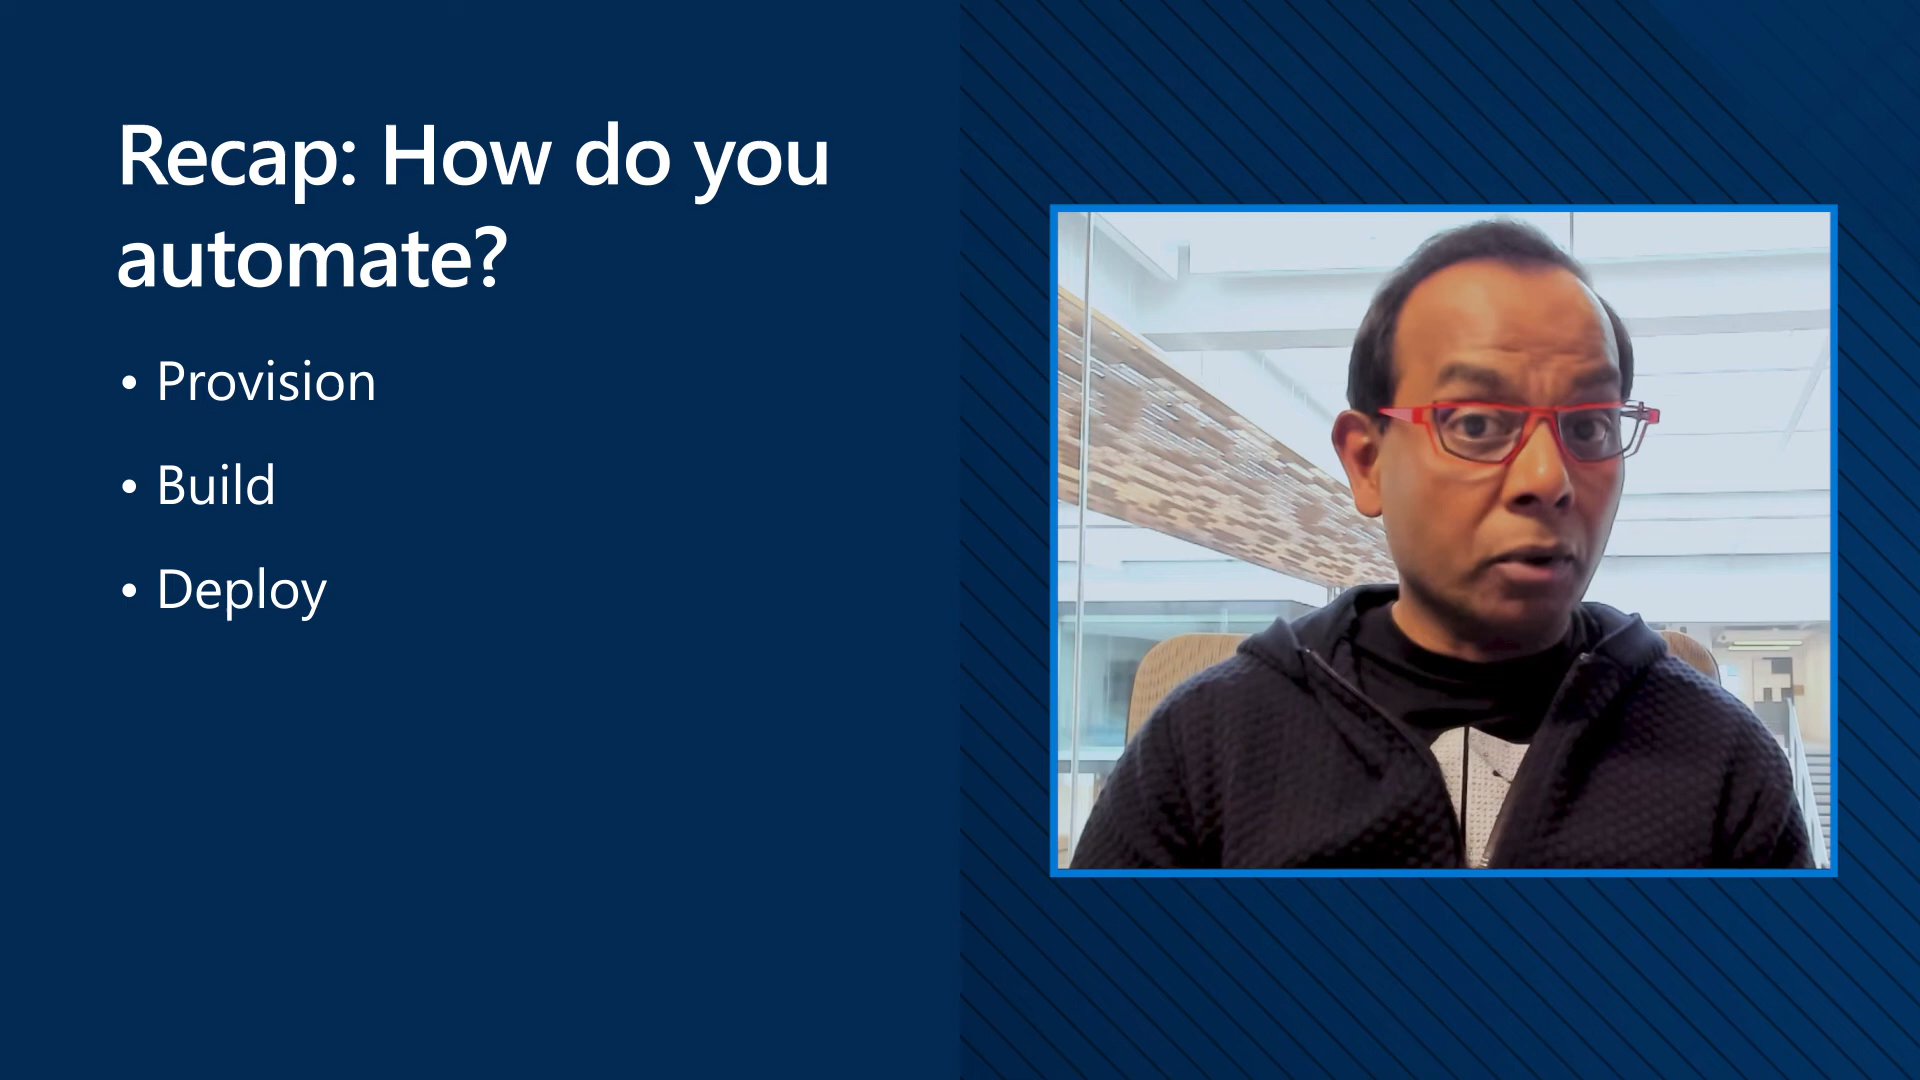 Recap: How do you
automate?
• Provision
• Build
• Deploy